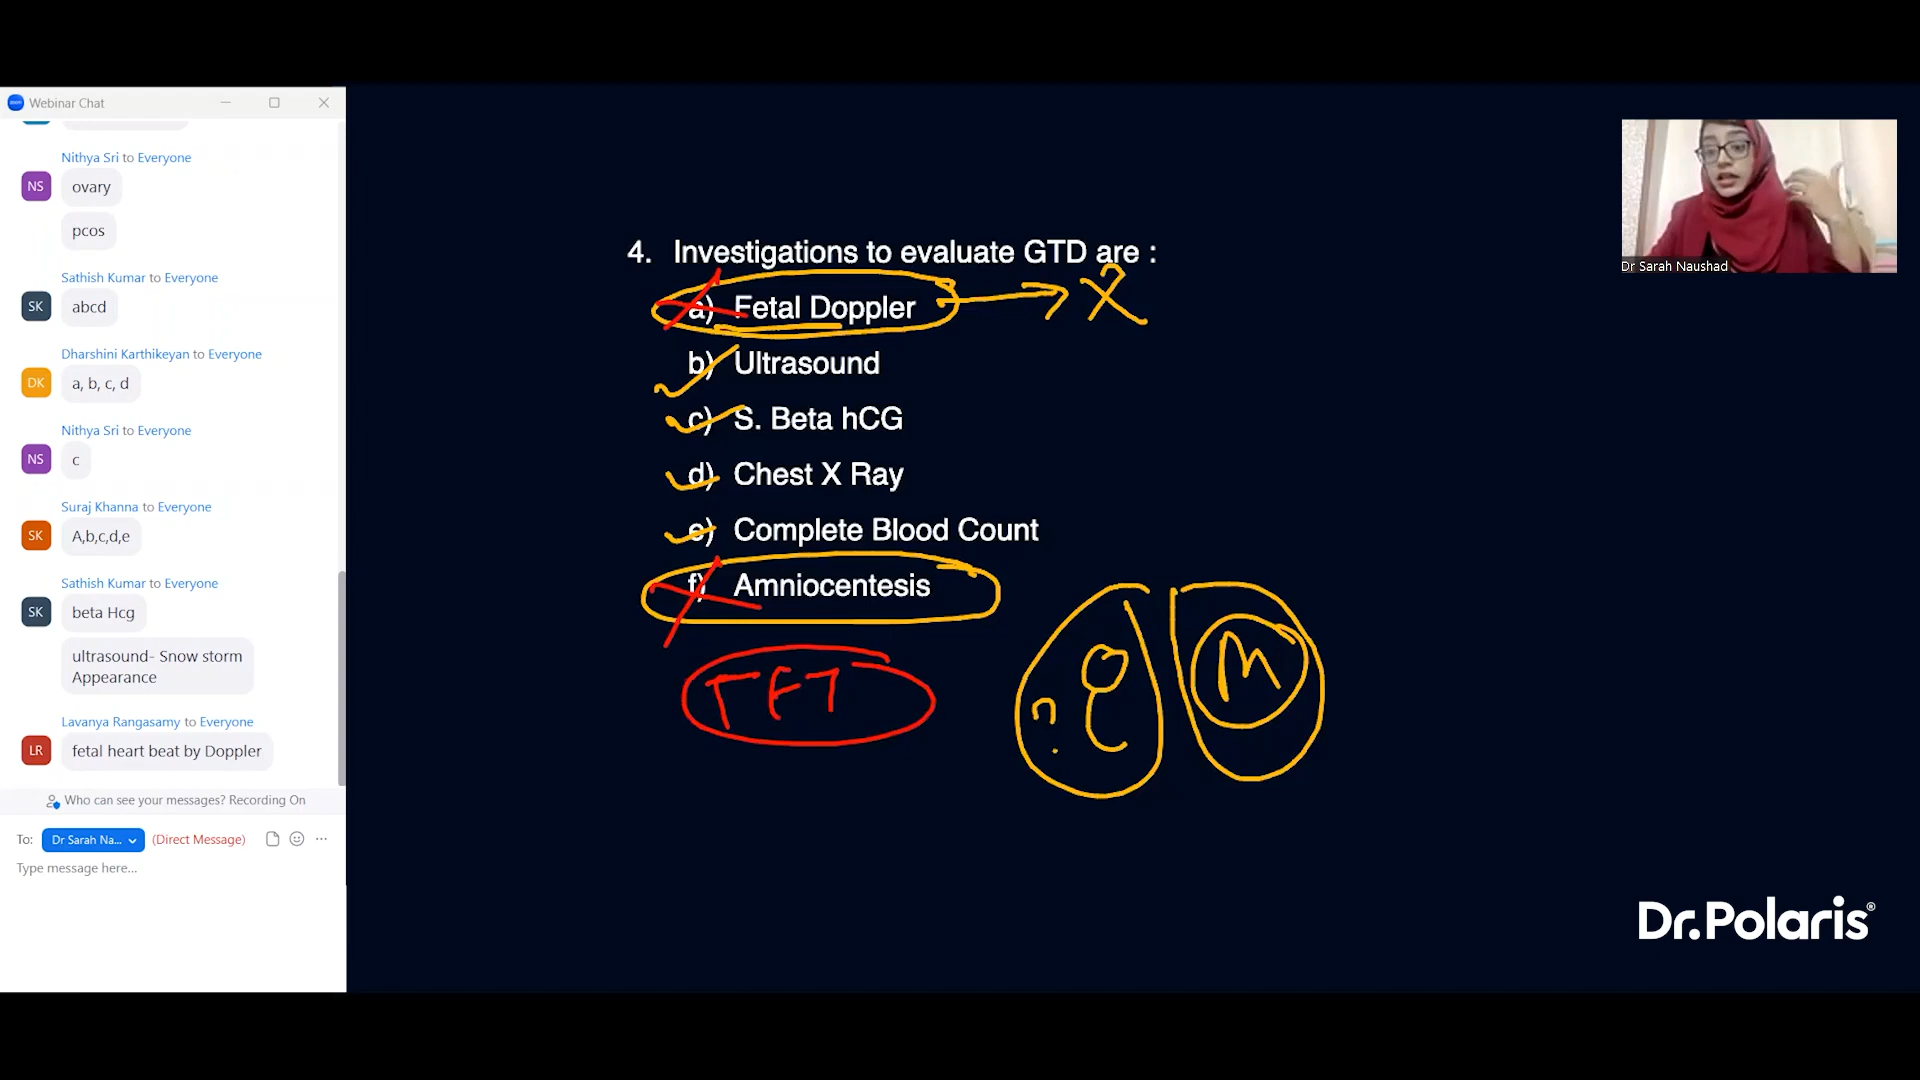 Webinar Chat
Nithya Sri to Everyone
NS
ovary
pcos
Sathish Kumar to Everyone
SK
abcd
Dharshini Karthikeyan to Everyone
DK
a, b, c, d
Nithya Sri to Everyone
NS
c
Suraj Khanna to Everyone
SK
A,b,c,d,e
Sathish Kumar to Everyone
SK
beta Hcg
ultrasound- Snow storm
Appearance
Lavanya Rangasamy to Everyone
LR
fetal heart beat by Doppler
Who can see your messages? Recording On
To: Dr Sarah Na... (Direct Message)
Type message here...
4. Investigations to evaluate GTD are :
a) Fetal Doppler
b) Ultrasound
c) S. Beta hCG
d) Chest X Ray
e) Complete Blood Count
f) Amniocentesis
TFT
?
M
Dr Sarah Naushad
Dr.Polaris®